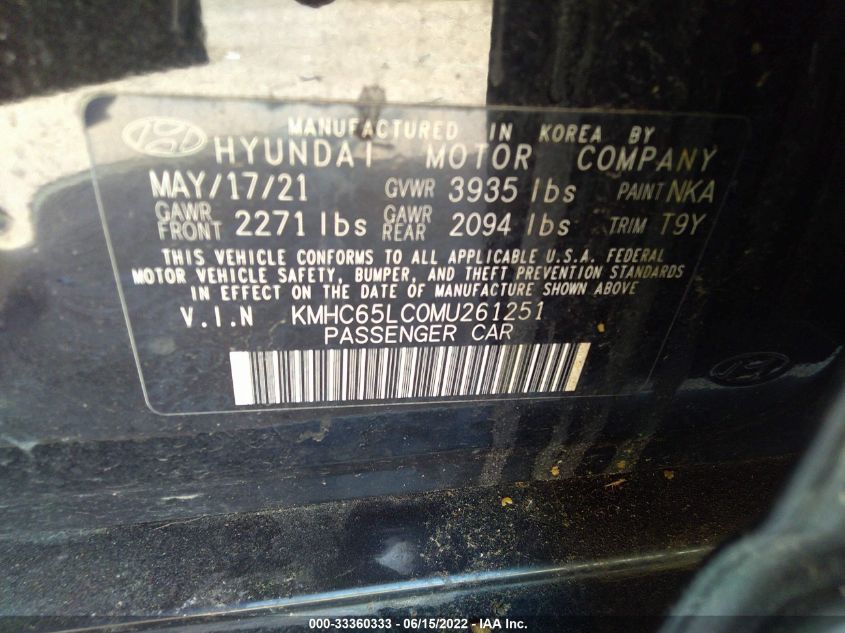 MANUFACTURED IN KOREA BY
HYUNDAI MOTOR COMPANY
MAY/17/21 GVWR 3935 lbs PAINT NKA
GAWR FRONT 2271 lbs GAWR REAR 2094 lbs TRIM T9Y
THIS VEHICLE CONFORMS TO ALL APPLICABLE U.S.A. FEDERAL
MOTOR VEHICLE SAFETY, BUMPER, AND THEFT PREVENTION STANDARDS
IN EFFECT ON THE DATE OF MANUFACTURE SHOWN ABOVE
V.I.N KMHC65LC0MU261251
PASSENGER CAR
000-33360333 - 06/15/2022 - © IAA Inc.